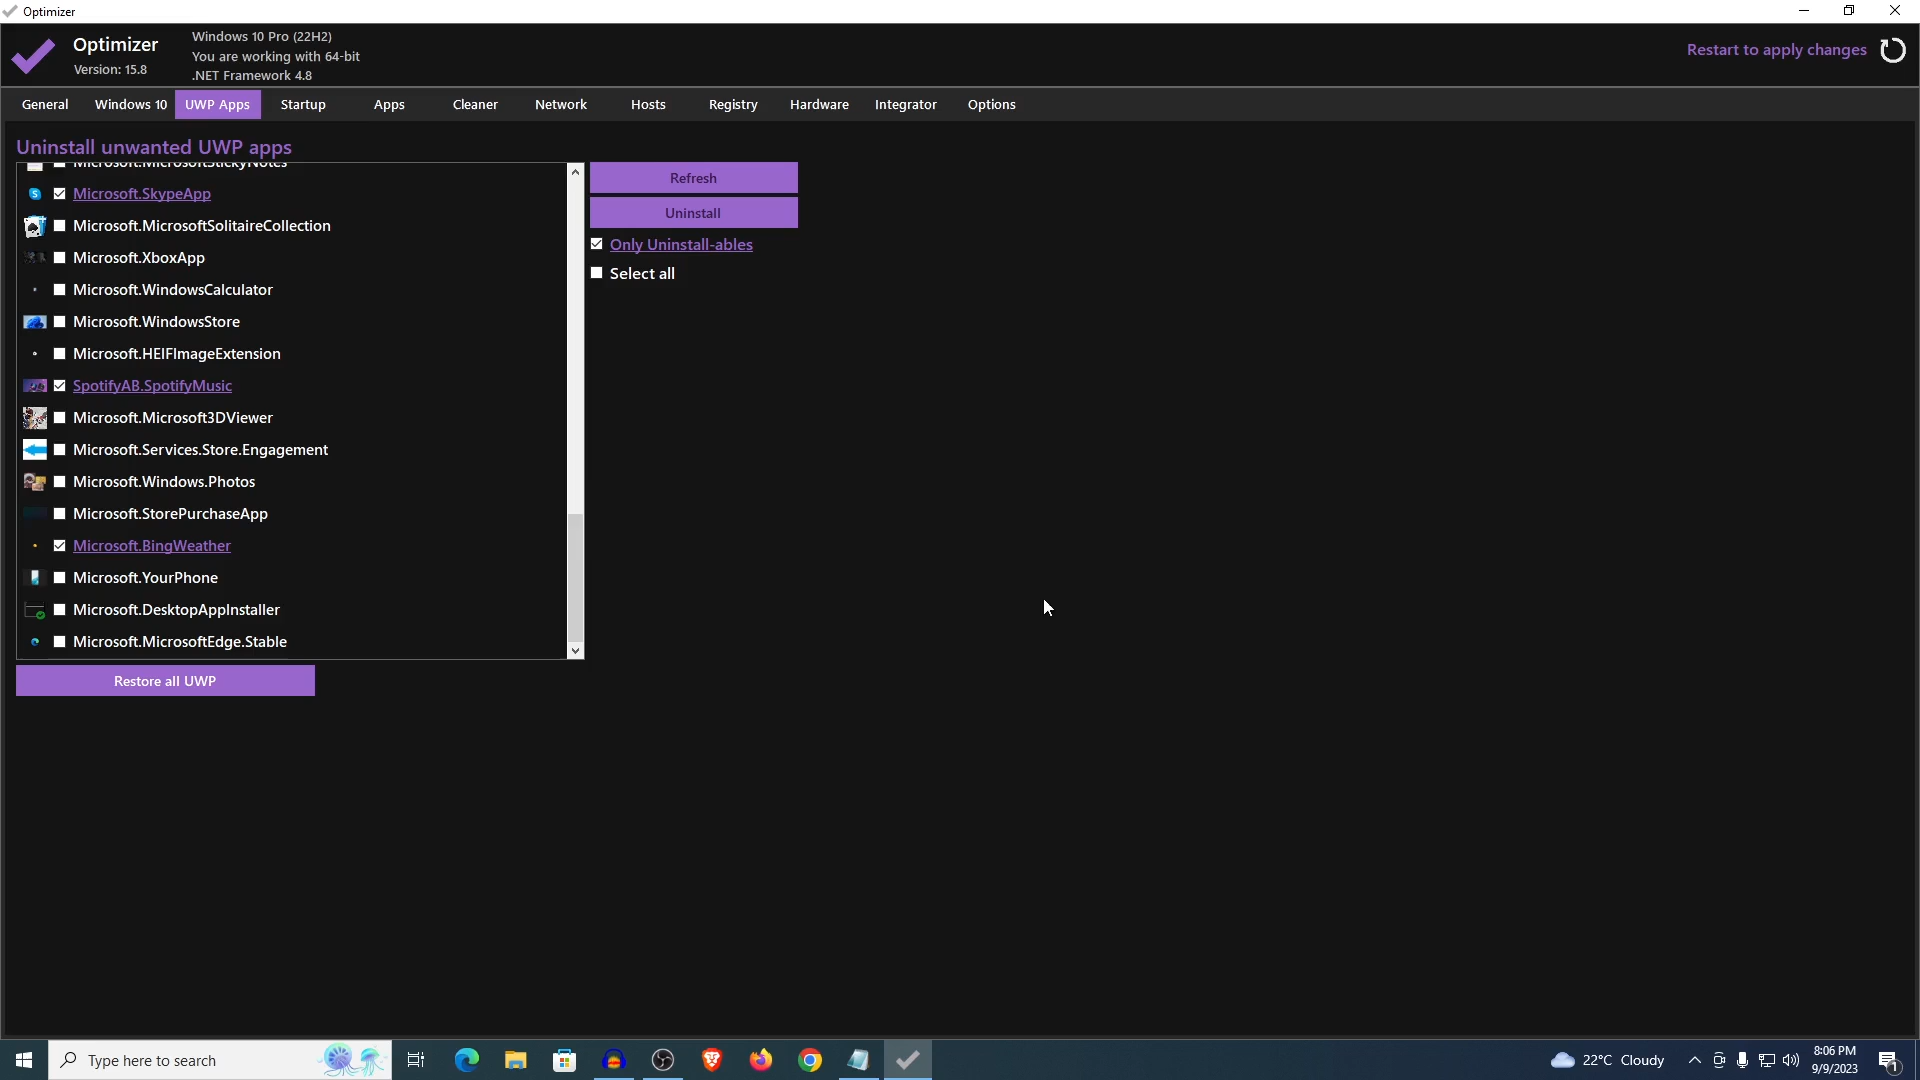 Optimizer
Optimizer
Version: 15.8
Windows 10 Pro (22H2)
You are working with 64-bit
.NET Framework 4.8
Restart to apply changes
General Windows 10 UWP Apps Startup Apps Cleaner Network Hosts Registry Hardware Integrator Options
Uninstall unwanted UWP apps
Microsoft.MicrosoftStickyNotes
Microsoft.SkypeApp
Microsoft.MicrosoftSolitaireCollection
Microsoft.XboxApp
Microsoft.WindowsCalculator
Microsoft.WindowsStore
Microsoft.HEIFImageExtension
SpotifyAB.SpotifyMusic
Microsoft.Microsoft3DViewer
Microsoft.Services.Store.Engagement
Microsoft.Windows.Photos
Microsoft.StorePurchaseApp
Microsoft.BingWeather
Microsoft.YourPhone
Microsoft.DesktopAppInstaller
Microsoft.MicrosoftEdge.Stable
Refresh
Uninstall
Only Uninstall-ables
Select all
Restore all UWP
Type here to search
22°C Cloudy
8:06 PM
9/9/2023
1